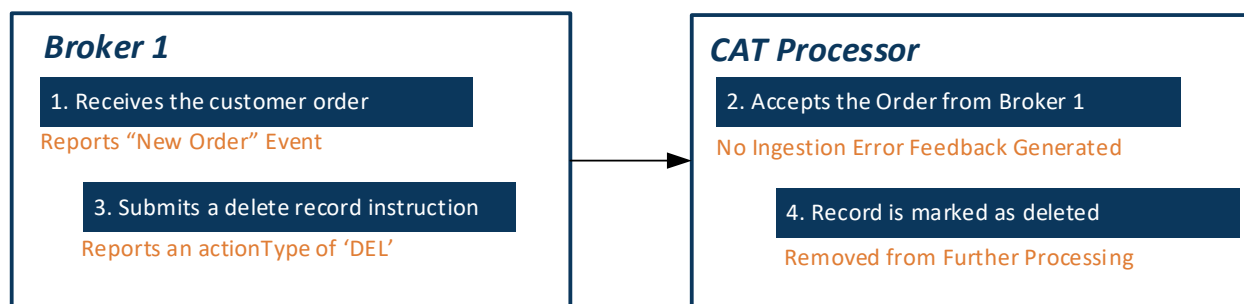 Broker 1
1. Receives the customer order
Reports “New Order” Event
3. Submits a delete record instruction
Reports an actionType of ‘DEL’
CAT Processor
2. Accepts the Order from Broker 1
No Ingestion Error Feedback Generated
4. Record is marked as deleted
Removed from Further Processing